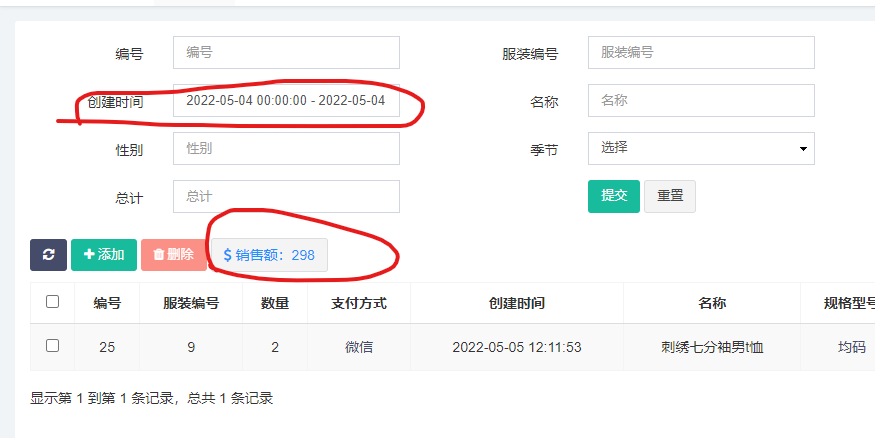 编号 编号 服装编号 服装编号
创建时间 2022-05-04 00:00:00 - 2022-05-04 名称 名称
性别 性别 季节 选择
总计 总计 提交 重置
添加 删除 $ 销售额：298
编号 服装编号 数量 支付方式 创建时间 名称 规格型号
25 9 2 微信 2022-05-05 12:11:53 刺绣七分袖男t恤 均码
显示第 1 到第 1 条记录，总共 1 条记录